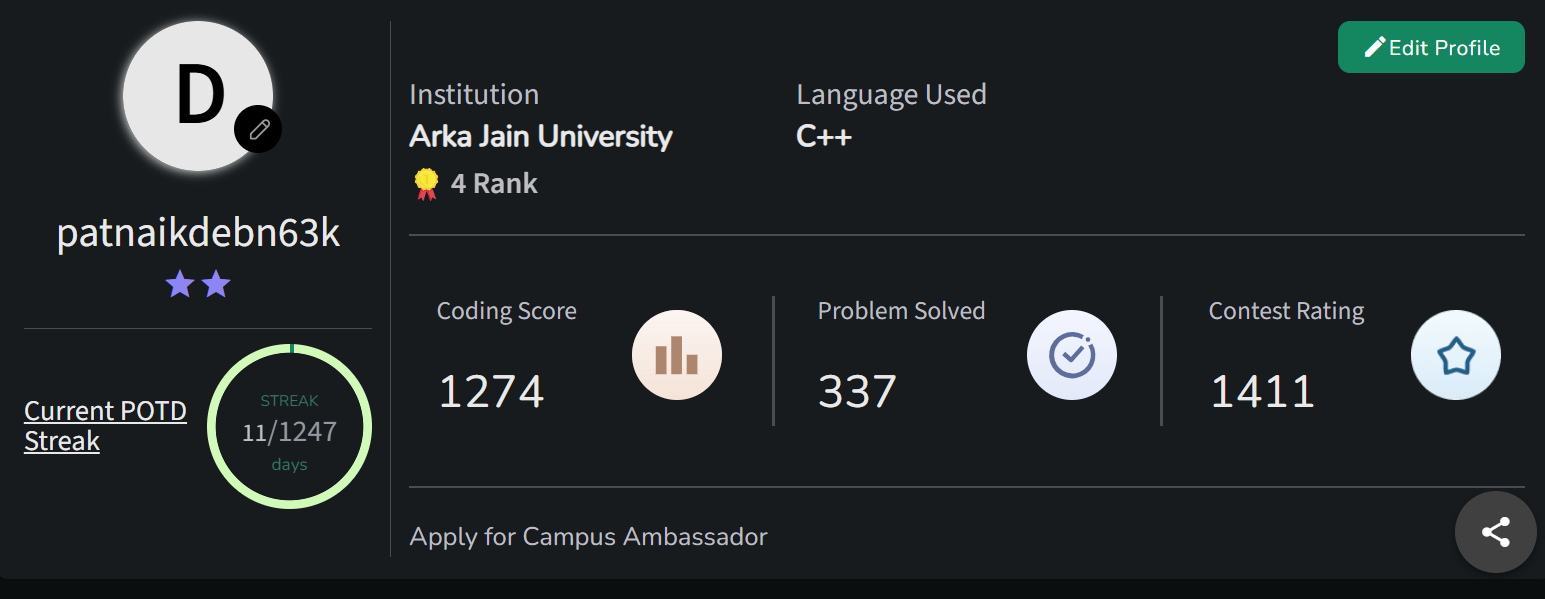 D
patnaikdebn63k
Current POTD
Streak
STREAK
11/1247
days
Edit Profile
Institution
Arka Jain University
4 Rank
Language Used
C++
Coding Score
1274
Problem Solved
337
Contest Rating
1411
Apply for Campus Ambassador